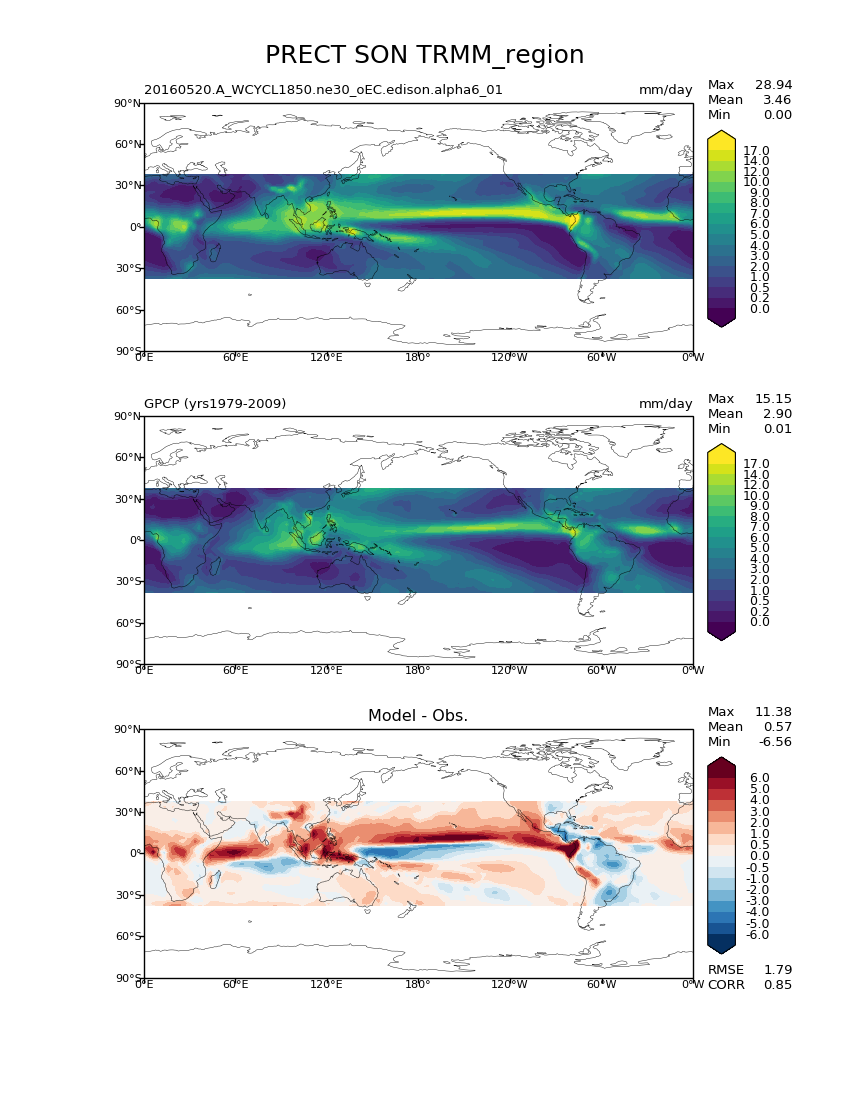 PRECT SON TRMM_region
20160520.A_WCYCL1850.ne30_oEC.edison.alpha6_01 mm/day
Max 28.94
Mean 3.46
Min 0.00
90°N
60°N
30°N
0°
30°S
60°S
90°S
0°E 60°E 120°E 180° 120°W 60°W 0°W
17.0
14.0
12.0
10.0
9.0
8.0
7.0
6.0
5.0
4.0
3.0
2.0
1.0
0.5
0.2
0.0
GPCP (yrs1979-2009) mm/day
Max 15.15
Mean 2.90
Min 0.01
90°N
60°N
30°N
0°
30°S
60°S
90°S
0°E 60°E 120°E 180° 120°W 60°W 0°W
17.0
14.0
12.0
10.0
9.0
8.0
7.0
6.0
5.0
4.0
3.0
2.0
1.0
0.5
0.2
0.0
Model - Obs.
Max 11.38
Mean 0.57
Min -6.56
90°N
60°N
30°N
0°
30°S
60°S
90°S
0°E 60°E 120°E 180° 120°W 60°W 0°W
6.0
5.0
4.0
3.0
2.0
1.0
0.5
0.0
-0.5
-1.0
-2.0
-3.0
-4.0
-5.0
-6.0
RMSE 1.79
CORR 0.85